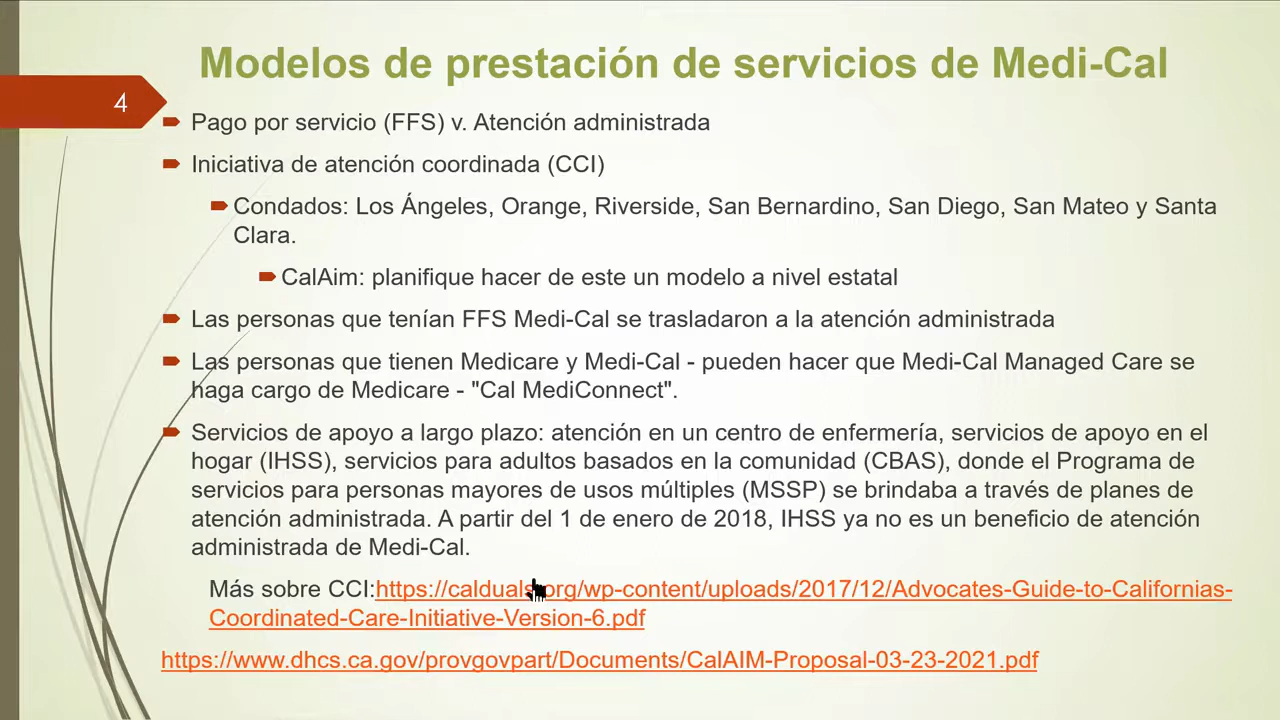 Modelos de prestación de servicios de Medi-Cal
4
Pago por servicio (FFS) v. Atención administrada
Iniciativa de atención coordinada (CCI)
Condados: Los Ángeles, Orange, Riverside, San Bernardino, San Diego, San Mateo y Santa
Clara.
CalAim: planifique hacer de este un modelo a nivel estatal
Las personas que tenían FFS Medi-Cal se trasladaron a la atención administrada
Las personas que tienen Medicare y Medi-Cal - pueden hacer que Medi-Cal Managed Care se
haga cargo de Medicare - "Cal MediConnect".
Servicios de apoyo a largo plazo: atención en un centro de enfermería, servicios de apoyo en el
hogar (IHSS), servicios para adultos basados en la comunidad (CBAS), donde el Programa de
servicios para personas mayores de usos múltiples (MSSP) se brindaba a través de planes de
atención administrada. A partir del 1 de enero de 2018, IHSS ya no es un beneficio de atención
administrada de Medi-Cal.
Más sobre CCI:https://calduals.org/wp-content/uploads/2017/12/Advocates-Guide-to-Californias-
Coordinated-Care-Initiative-Version-6.pdf
https://www.dhcs.ca.gov/provgovpart/Documents/CalAIM-Proposal-03-23-2021.pdf